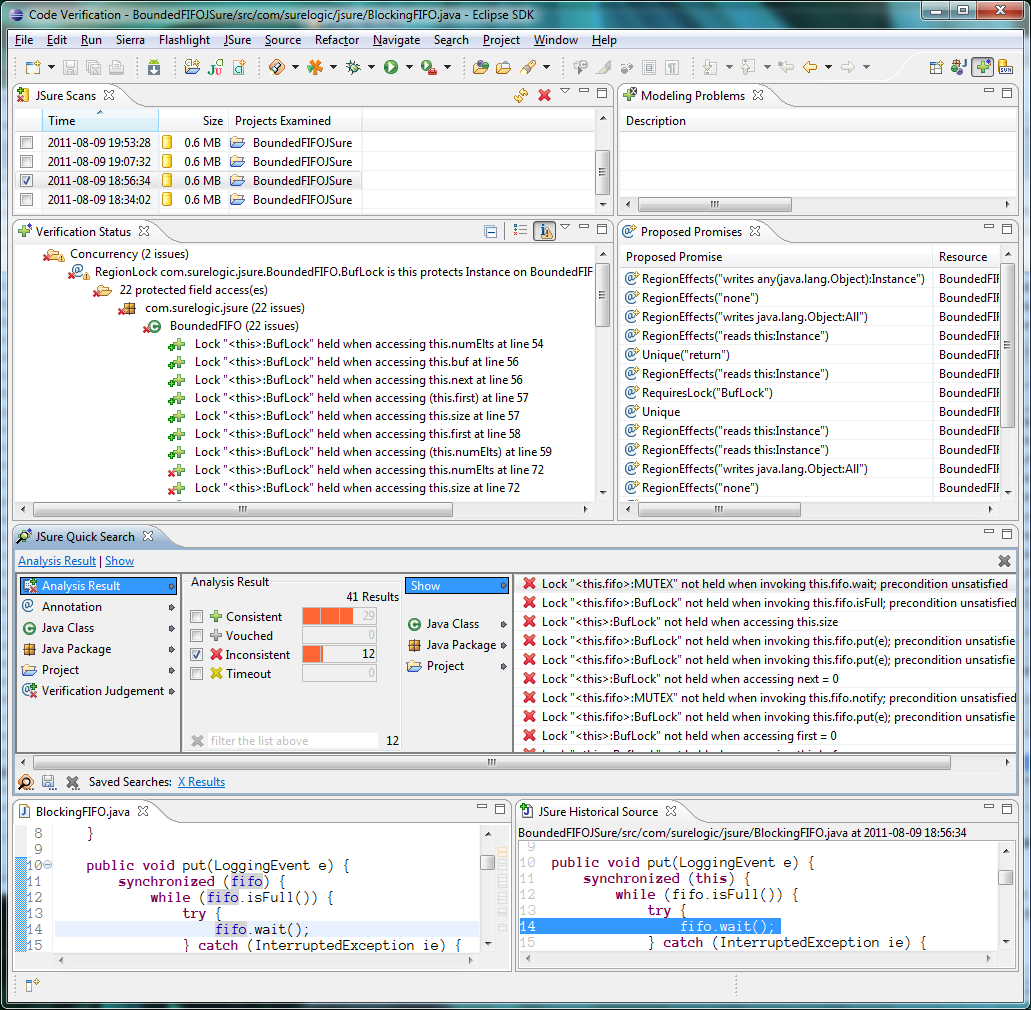 Code Verification - BoundedFIFOJSure/src/com/surelogic/jsure/BlockingFIFO.java - Eclipse SDK
File Edit Run Sierra Flashlight JSure Source Refactor Navigate Search Project Window Help
JSure Scans
Time Size Projects Examined
2011-08-09 19:53:28 0.6 MB BoundedFIFOJSure
2011-08-09 19:07:32 0.6 MB BoundedFIFOJSure
2011-08-09 18:56:34 0.6 MB BoundedFIFOJSure
2011-08-09 18:34:02 0.6 MB BoundedFIFOJSure
Modeling Problems
Description
Verification Status
Concurrency (2 issues)
RegionLock com.surelogic.jsure.BoundedFIFO.BufLock is this protects Instance on BoundedFIF
22 protected field access(es)
com.surelogic.jsure (22 issues)
BoundedFIFO (22 issues)
Lock "<this>:BufLock" held when accessing this.numElts at line 54
Lock "<this>:BufLock" held when accessing this.buf at line 56
Lock "<this>:BufLock" held when accessing this.next at line 56
Lock "<this>:BufLock" held when accessing (this.first) at line 57
Lock "<this>:BufLock" held when accessing this.size at line 57
Lock "<this>:BufLock" held when accessing this.first at line 58
Lock "<this>:BufLock" held when accessing (this.numElts) at line 59
Lock "<this>:BufLock" held when accessing this.numElts at line 72
Lock "<this>:BufLock" held when accessing this.size at line 72
Proposed Promises
Proposed Promise Resource
RegionEffects("writes any(java.lang.Object):Instance") BoundedFIF
RegionEffects("none") BoundedFIF
RegionEffects("writes java.lang.Object:All") BoundedFIF
RegionEffects("reads this:Instance") BoundedFIF
Unique("return") BoundedFIF
RegionEffects("reads this:Instance") BoundedFIF
RequiresLock("BufLock") BoundedFIF
Unique BoundedFIF
RegionEffects("reads this:Instance") BoundedFIF
RegionEffects("reads this:Instance") BoundedFIF
RegionEffects("writes java.lang.Object:All") BoundedFIF
RegionEffects("none") BoundedFIF
JSure Quick Search
Analysis Result | Show
Analysis Result
Annotation
Java Class
Java Package
Project
Verification Judgement
Analysis Result
41 Results
Consistent 29
Vouched 0
Inconsistent 12
Timeout 0
filter the list above 12
Show
Java Class
Java Package
Project
Lock "<this.fifo>:MUTEX" not held when invoking this.fifo.wait; precondition unsatisfied
Lock "<this.fifo>:BufLock" not held when invoking this.fifo.isFull; precondition unsatisfied
Lock "<this>:BufLock" not held when accessing this.size
Lock "<this.fifo>:BufLock" not held when invoking this.fifo.put(e); precondition unsatisfie
Lock "<this.fifo>:BufLock" not held when invoking this.fifo.put(e); precondition unsatisfie
Lock "<this>:BufLock" not held when accessing next = 0
Lock "<this.fifo>:MUTEX" not held when invoking this.fifo.notify; precondition unsatisfied
Lock "<this.fifo>:BufLock" not held when invoking this.fifo.put(e); precondition unsatisfie
Lock "<this>:BufLock" not held when accessing first = 0
Saved Searches: X Results
BlockingFIFO.java
8 }
9
10 public void put(LoggingEvent e) {
11 synchronized (fifo) {
12 while (fifo.isFull()) {
13 try {
14 fifo.wait();
15 } catch (InterruptedException ie) {
JSure Historical Source
BoundedFIFOJSure/src/com/surelogic/jsure/BlockingFIFO.java at 2011-08-09 18:56:34
9
10 public void put(LoggingEvent e) {
11 synchronized (this) {
12 while (fifo.isFull()) {
13 try {
14 fifo.wait();
15 } catch (InterruptedException ie) {